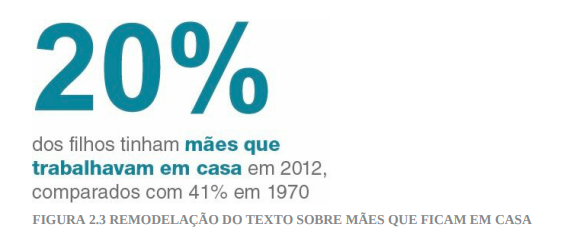 20%
dos filhos tinham mães que
trabalhavam em casa em 2012,
comparados com 41% em 1970
FIGURA 2.3 REMODELAÇÃO DO TEXTO SOBRE MÃES QUE FICAM EM CASA